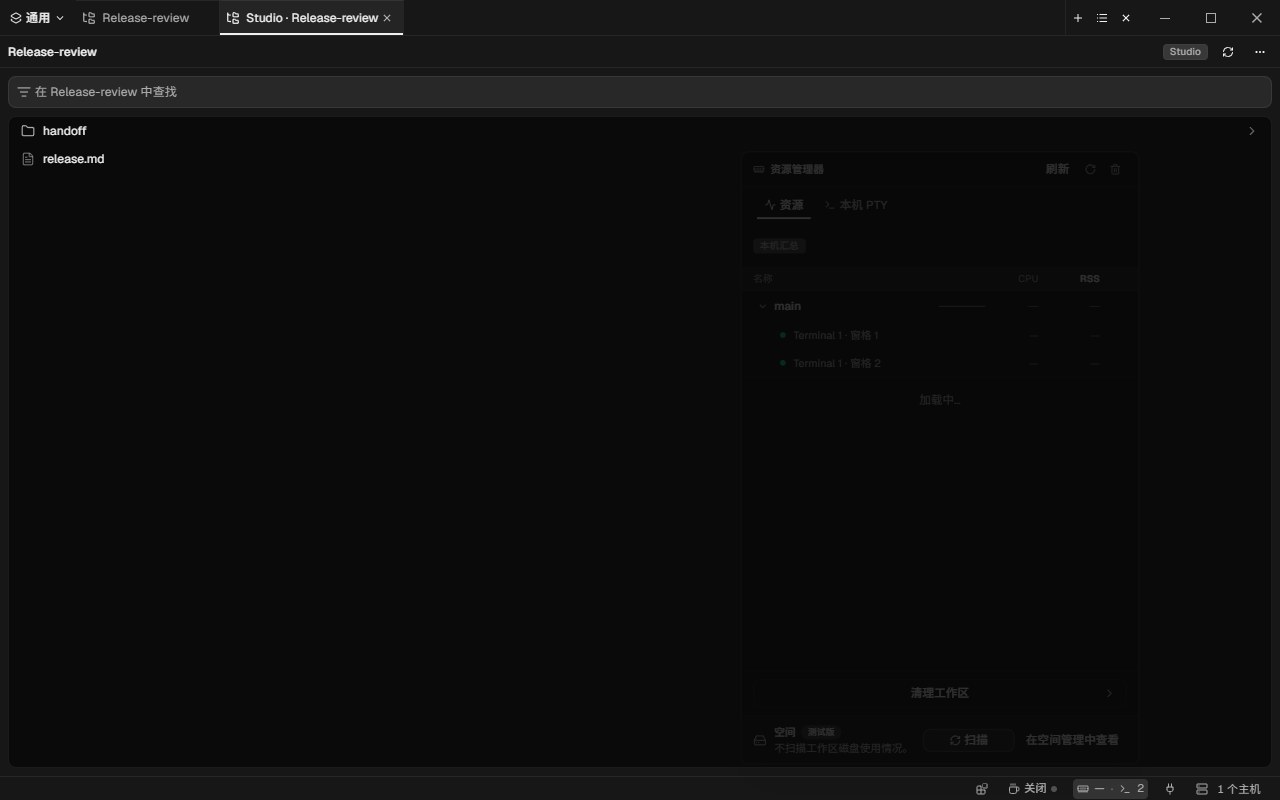 通用 Release-review Studio · Release-review
Release-review Studio
在 Release-review 中查找
handoff
release.md
资源管理器 刷新
资源 本机 PTY
本机汇总
名称 CPU RSS
main — —
Terminal 1 · 窗格 1 — —
Terminal 1 · 窗格 2 — —
加载中...
清理工作区
空间 测试版
不扫描工作区磁盘使用情况。 扫描 在空间管理中查看
关闭 — · 2 1 个主机